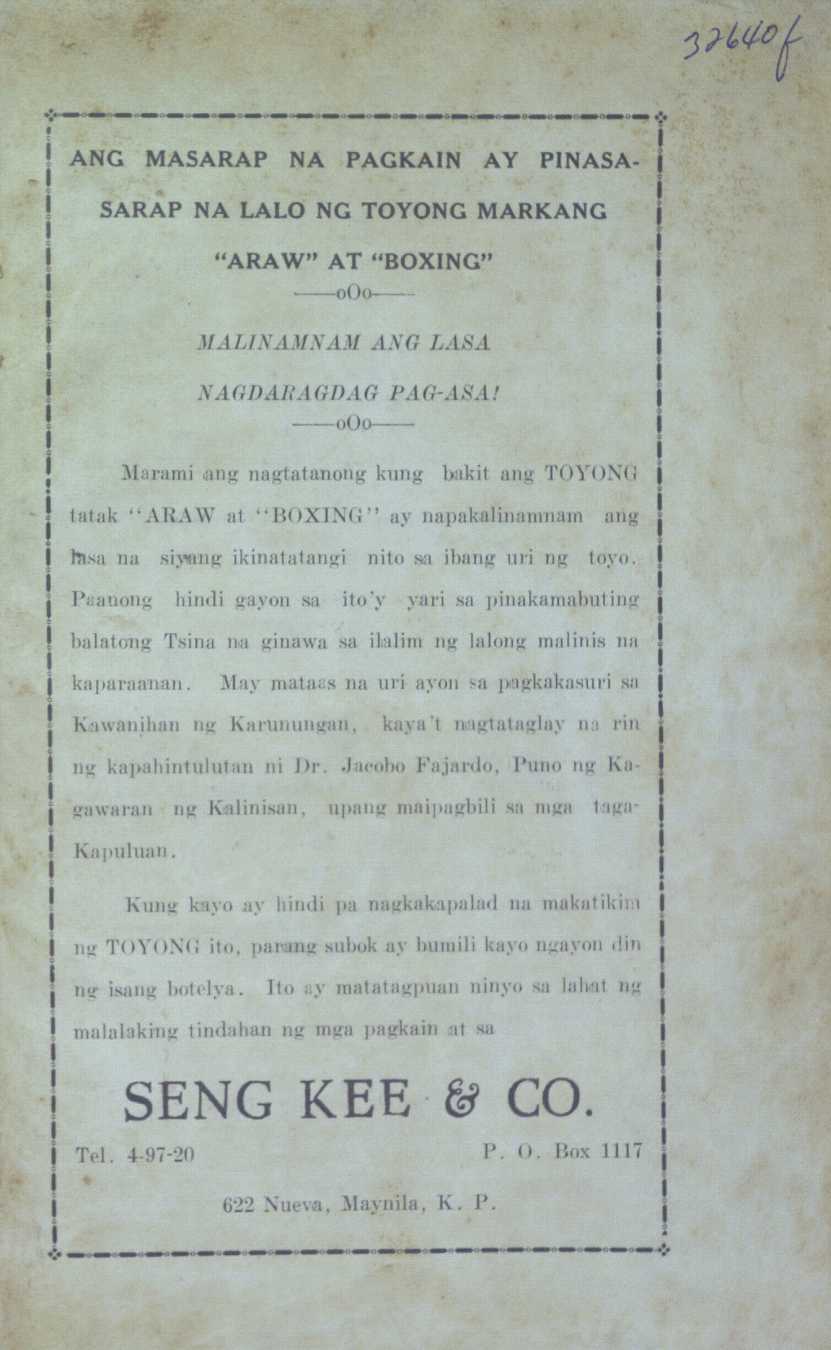 32640f
ANG MASARAP NA PAGKAIN AY PINASA-
SARAP NA LALO NG TOYONG MARKANG
“ARAW” AT “BOXING”
——oOo——
MALINAMNAM ANG LASA
NAGDARAGDAG PAG-ASA!
——oOo——
Marami ang nagtatanong kung bakit ang TOYONG
tatak “ARAW at “BOXING” ay napakalinamnam ang
lasa na siyang ikinatatangi nito sa ibang uri ng toyo.
Paanong hindi gayon sa ito’y yari sa pinakamabuting
balatong Tsina na ginawa sa ilalim ng lalong malinis na
kaparaanan. May mataas na uri ayon sa pagkakasuri sa
Kawanihan ng Karunungan, kaya’t nagtataglay na rin
ng kapahintulutan ni Dr. Jacobo Fajardo, Puno ng Ka-
gawaran ng Kalinisan, upang maipagbili sa mga taga-
Kapuluan.
Kung kayo ay hindi pa nagkakapalad na makatikim
ng TOYONG ito, parang subok ay bumili kayo ngayon din
ng isang botelya. Ito ay matatagpuan ninyo sa lahat ng
malalaking tindahan ng mga pagkain at sa
SENG KEE & CO.
Tel. 4-97-20 P. O. Box 1117
622 Nueva, Maynila, K. P.